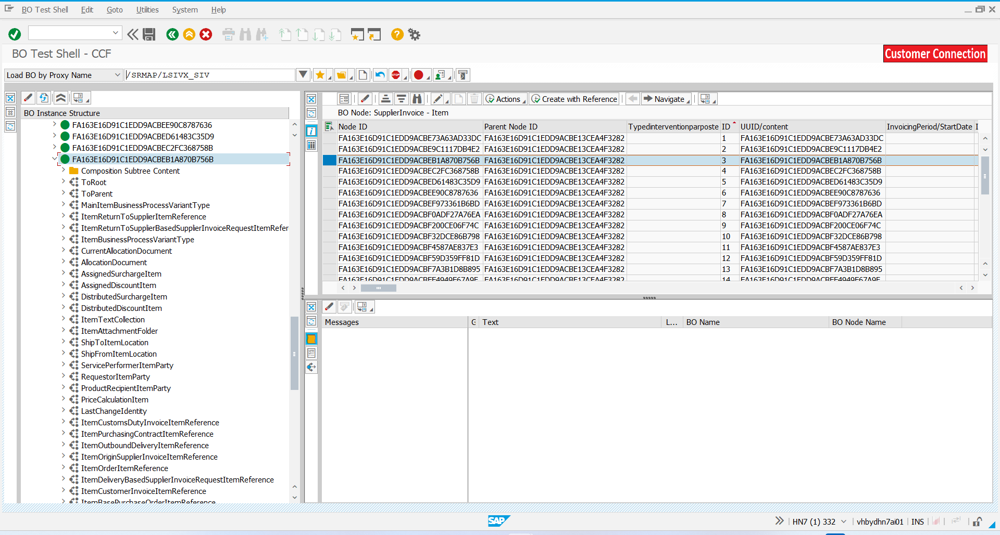 BO Test Shell Edit Goto Utilities System Help
BO Test Shell - CCF
Customer Connection
Load BO by Proxy Name /SRMAP/LSIVX_SIV
STOP
BO Instance Structure
FA163E16D91C1EDD9ACBEE90C8787636
FA163E16D91C1EDD9ACBED61483C35D9
FA163E16D91C1EDD9ACBEC2FC368758B
FA163E16D91C1EDD9ACBEB1A870B756B
Composition Subtree Content
ToRoot
ToParent
MainItemBusinessProcessVariantType
ItemReturnToSupplierItemReference
ItemReturnToSupplierBasedSupplierInvoiceRequestItemRefer
ItemBusinessProcessVariantType
CurrentAllocationDocument
AllocationDocument
AssignedSurchargeItem
AssignedDiscountItem
DistributedSurchargeItem
DistributedDiscountItem
ItemTextCollection
ItemAttachmentFolder
ShipToItemLocation
ShipFromItemLocation
ServicePerformerItemParty
RequestorItemParty
ProductRecipientItemParty
PriceCalculationItem
LastChangeIdentity
ItemCustomsDutyInvoiceItemReference
ItemPurchasingContractItemReference
ItemOutboundDeliveryItemReference
ItemOriginSupplierInvoiceItemReference
ItemOrderItemReference
ItemDeliveryBasedSupplierInvoiceRequestItemReference
ItemCustomerInvoiceItemReference
ItemBasePurchaseOrderItemReference
Actions Create with Reference Navigate
BO Node: SupplierInvoice - Item
Node ID Parent Node ID Typedinterventionparposte ID UUID/content InvoicingPeriod/StartDate I
FA163E16D91C1EDD9ACBE73A63AD33DC FA163E16D91C1EDD9ACBE13CEA4F3282 1 FA163E16D91C1EDD9ACBE73A63AD33DC
FA163E16D91C1EDD9ACBE9C1117DB4E2 FA163E16D91C1EDD9ACBE13CEA4F3282 2 FA163E16D91C1EDD9ACBE9C1117DB4E2
FA163E16D91C1EDD9ACBEB1A870B756B FA163E16D91C1EDD9ACBE13CEA4F3282 3 FA163E16D91C1EDD9ACBEB1A870B756B
FA163E16D91C1EDD9ACBEC2FC368758B FA163E16D91C1EDD9ACBE13CEA4F3282 4 FA163E16D91C1EDD9ACBEC2FC368758B
FA163E16D91C1EDD9ACBED61483C35D9 FA163E16D91C1EDD9ACBE13CEA4F3282 5 FA163E16D91C1EDD9ACBED61483C35D9
FA163E16D91C1EDD9ACBEE90C8787636 FA163E16D91C1EDD9ACBE13CEA4F3282 6 FA163E16D91C1EDD9ACBEE90C8787636
FA163E16D91C1EDD9ACBEF973361B6BD FA163E16D91C1EDD9ACBE13CEA4F3282 7 FA163E16D91C1EDD9ACBEF973361B6BD
FA163E16D91C1EDD9ACBF0ADF27A76EA FA163E16D91C1EDD9ACBE13CEA4F3282 8 FA163E16D91C1EDD9ACBF0ADF27A76EA
FA163E16D91C1EDD9ACBF200CE06F74C FA163E16D91C1EDD9ACBE13CEA4F3282 9 FA163E16D91C1EDD9ACBF200CE06F74C
FA163E16D91C1EDD9ACBF32DCE86B798 FA163E16D91C1EDD9ACBE13CEA4F3282 10 FA163E16D91C1EDD9ACBF32DCE86B798
FA163E16D91C1EDD9ACBF4587AE837E3 FA163E16D91C1EDD9ACBE13CEA4F3282 11 FA163E16D91C1EDD9ACBF4587AE837E3
FA163E16D91C1EDD9ACBF59D359FF81D FA163E16D91C1EDD9ACBE13CEA4F3282 12 FA163E16D91C1EDD9ACBF59D359FF81D
FA163E16D91C1EDD9ACBF7A3B1D8B895 FA163E16D91C1EDD9ACBE13CEA4F3282 13 FA163E16D91C1EDD9ACBF7A3B1D8B895
FA163E16D91C1EDD9ACBE13CEA4F3282 14
Messages G Text L... BO Name BO Node Name
SAP HN7 (1) 332 vhbydhn7ai01 INS